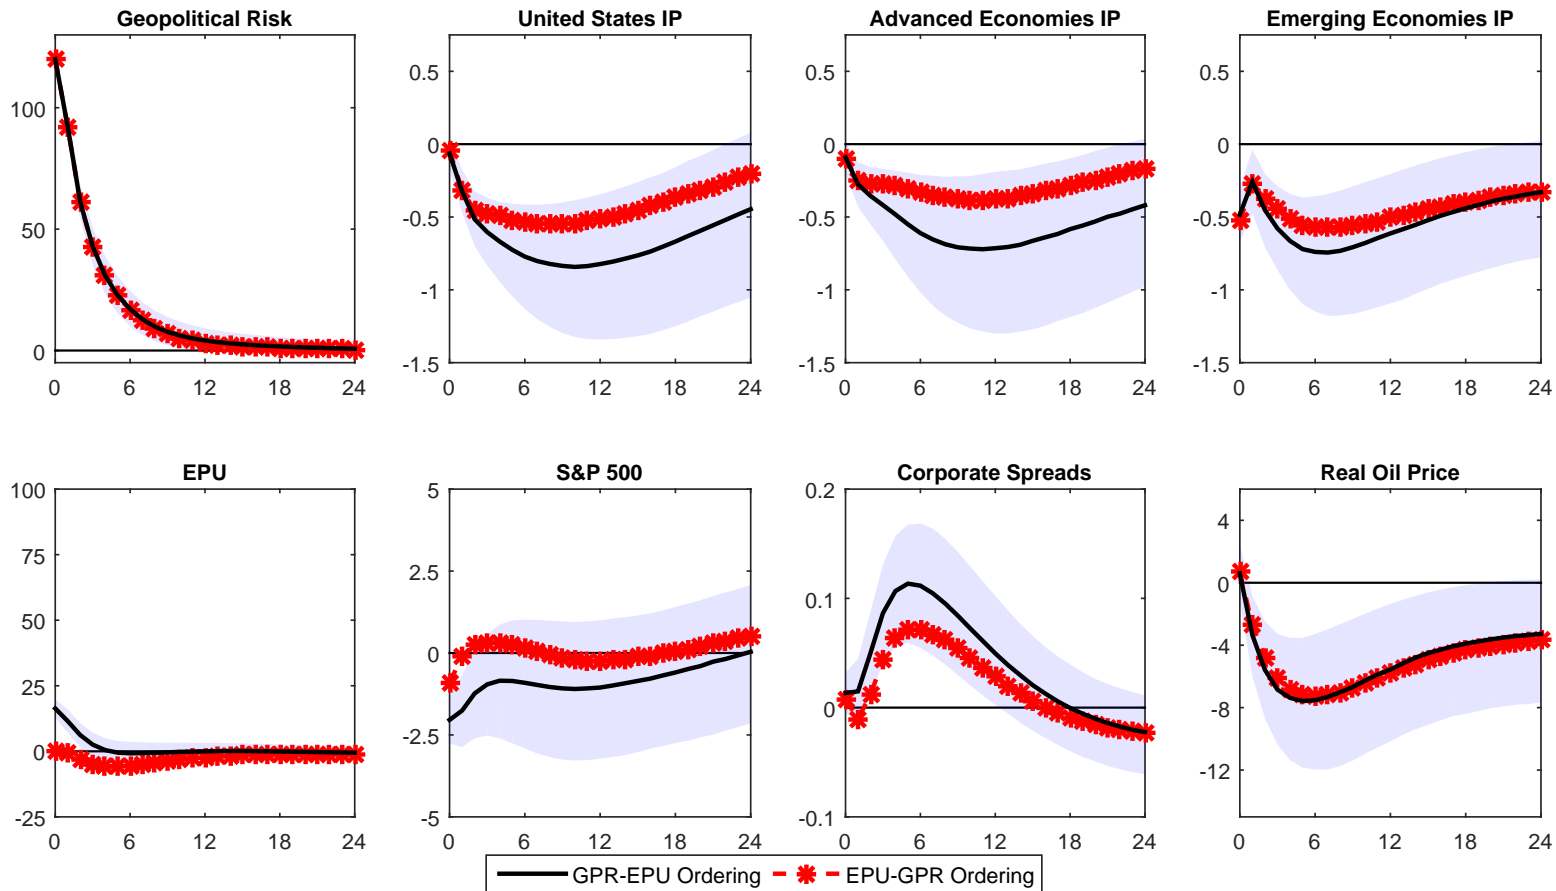 Geopolitical Risk
100
50
0
0 6 12 18 24
United States IP
0.5
0
-0.5
-1
-1.5
0 6 12 18 24
Advanced Economies IP
0.5
0
-0.5
-1
-1.5
0 6 12 18 24
Emerging Economies IP
0.5
0
-0.5
-1
-1.5
0 6 12 18 24
EPU
100
75
50
25
0
-25
0 6 12 18 24
S&P 500
5
2.5
0
-2.5
-5
0 6 12 18 24
Corporate Spreads
0.2
0.1
0
-0.1
0 6 12 18 24
Real Oil Price
4
0
-4
-8
-12
0 6 12 18 24
GPR-EPU Ordering EPU-GPR Ordering